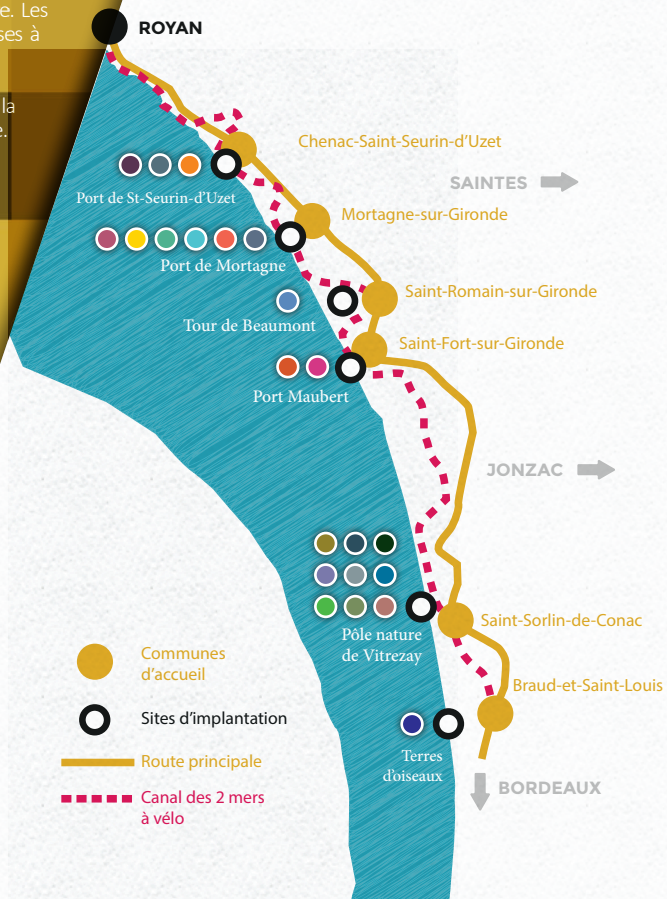 e. Les
ses à
la
e.
ROYAN
Chenac-Saint-Seurin-d'Uzet
SAINTES
Port de St-Seurin-d'Uzet
Mortagne-sur-Gironde
Port de Mortagne
Saint-Romain-sur-Gironde
Tour de Beaumont
Saint-Fort-sur-Gironde
Port Maubert
JONZAC
Pôle nature
de Vitrezay
Saint-Sorlin-de-Conac
Braud-et-Saint-Louis
Terres
d'oiseaux
BORDEAUX
Communes
d'accueil
Sites d'implantation
Route principale
Canal des 2 mers
à vélo